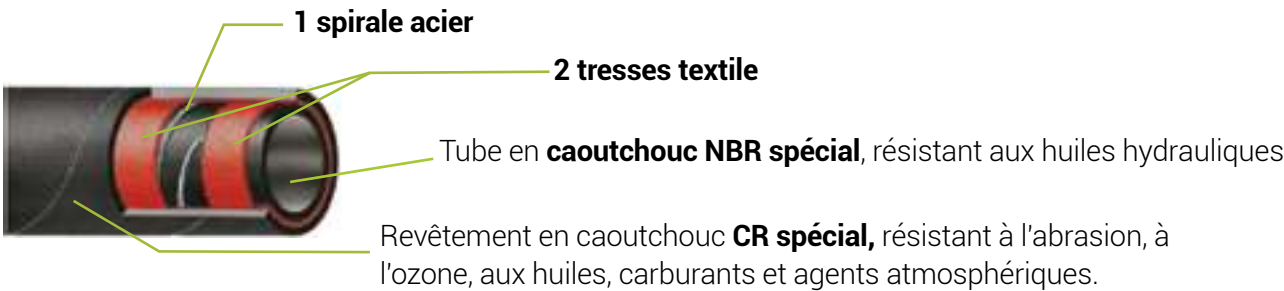 1 spirale acier
2 tresses textile
Tube en caoutchouc NBR spécial, résistant aux huiles hydrauliques
Revêtement en caoutchouc CR spécial, résistant à l'abrasion, à
l'ozone, aux huiles, carburants et agents atmosphériques.